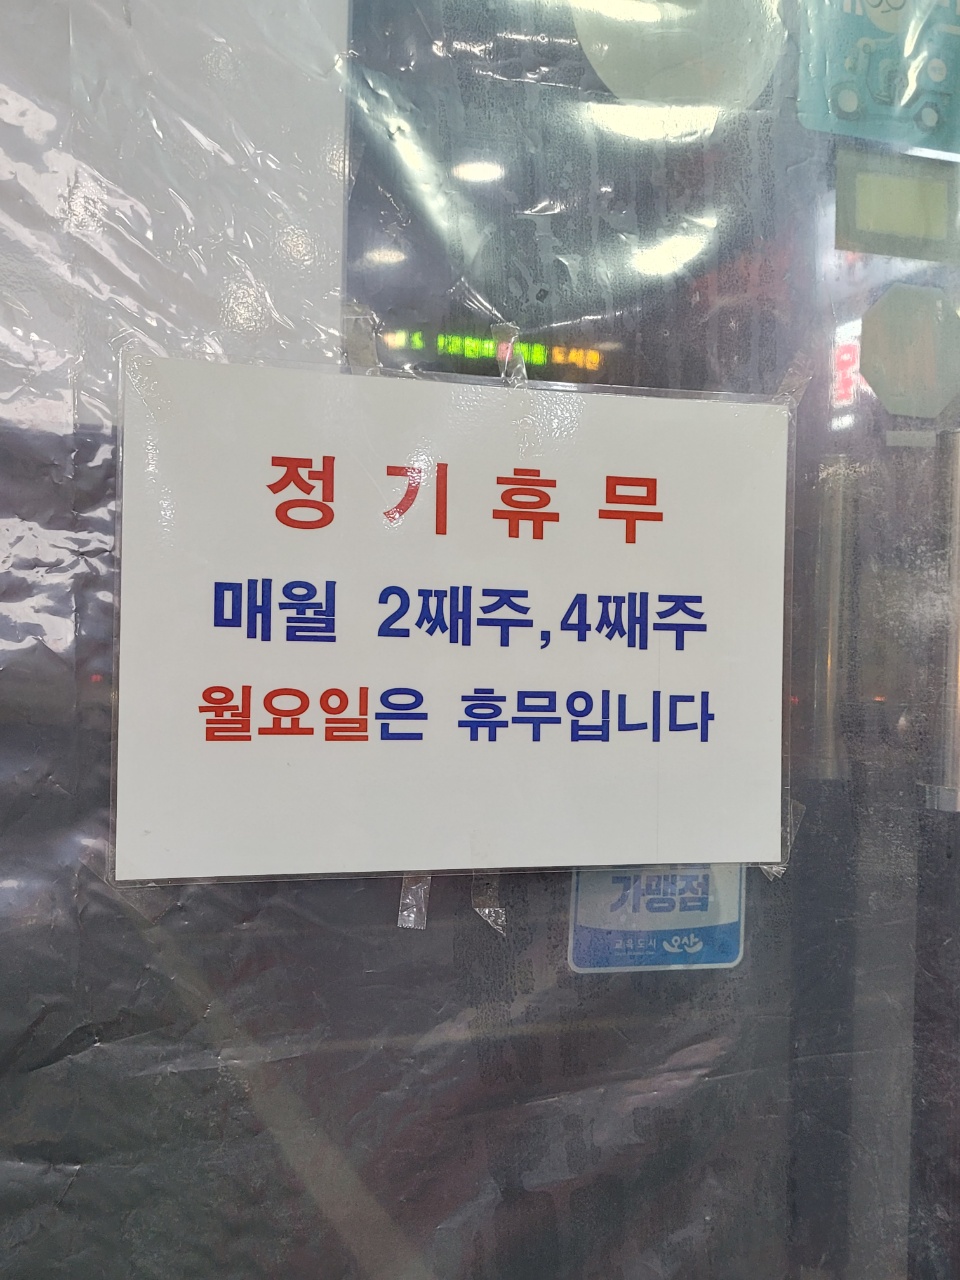 정기휴무
매월 2째주,4째주
월요일은 휴무입니다
가맹점
교육도시 오산